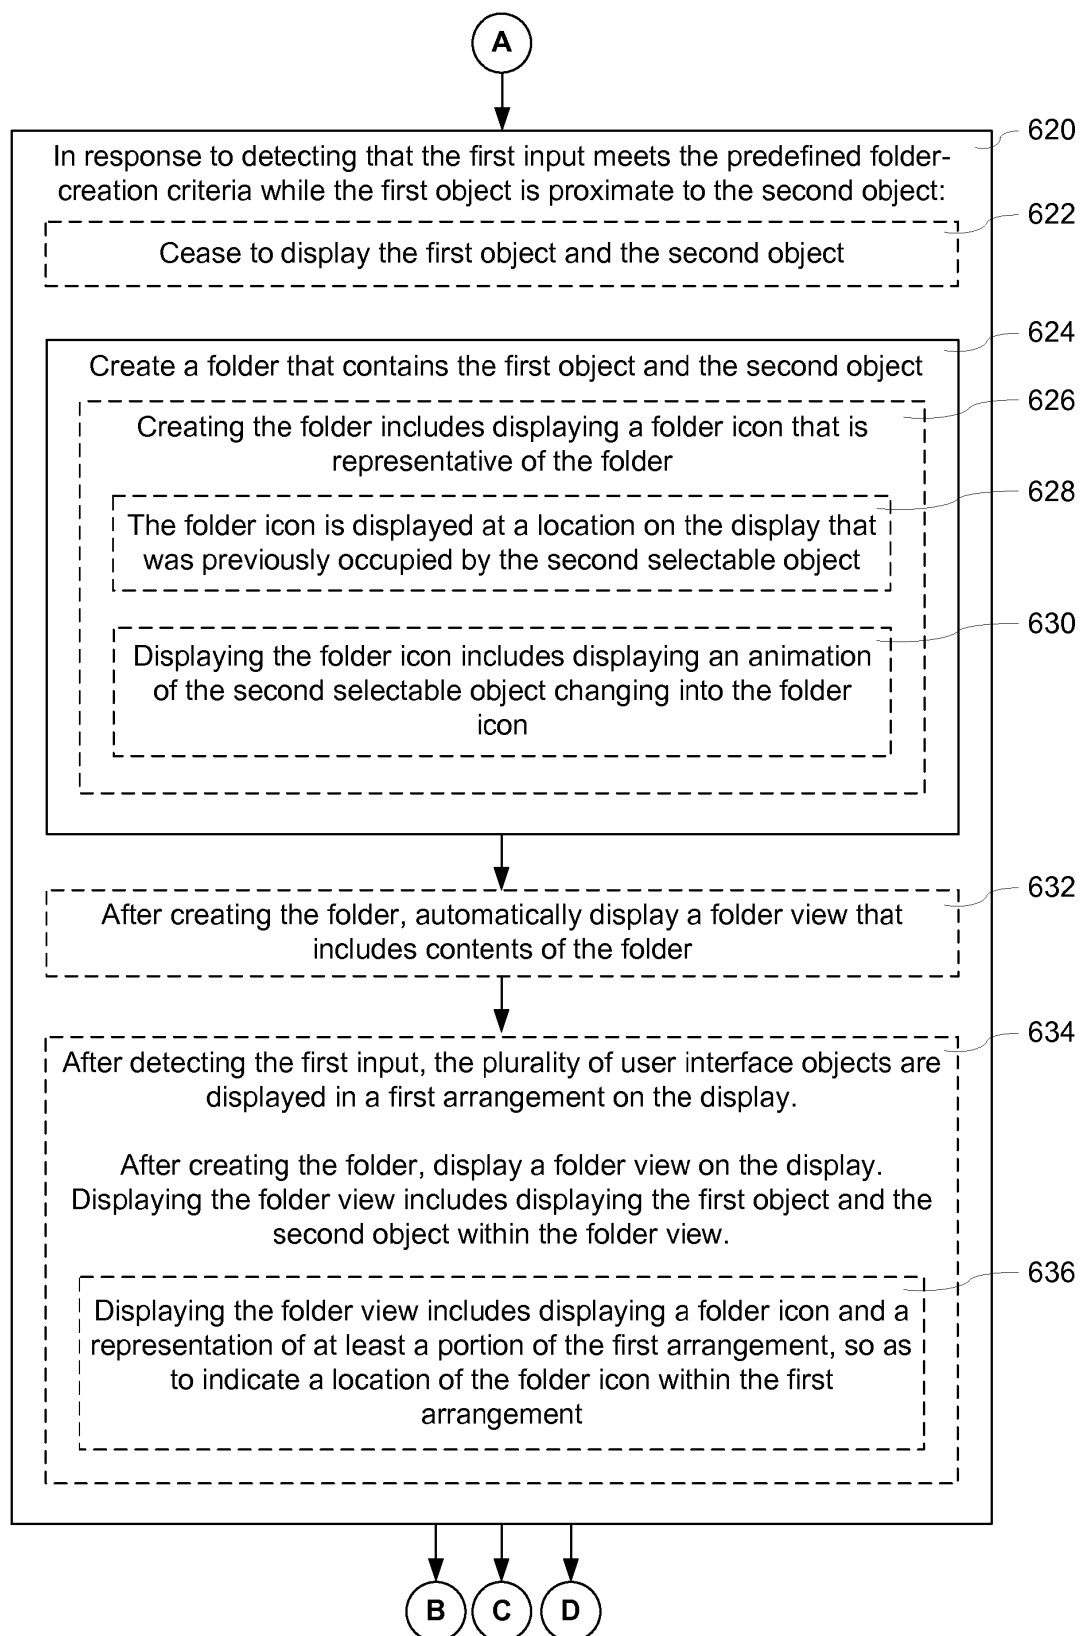 A
620
In response to detecting that the first input meets the predefined folder-
creation criteria while the first object is proximate to the second object:
622
Cease to display the first object and the second object
624
Create a folder that contains the first object and the second object
626
Creating the folder includes displaying a folder icon that is
representative of the folder
628
The folder icon is displayed at a location on the display that
was previously occupied by the second selectable object
630
Displaying the folder icon includes displaying an animation
of the second selectable object changing into the folder
icon
632
After creating the folder, automatically display a folder view that
includes contents of the folder
634
After detecting the first input, the plurality of user interface objects are
displayed in a first arrangement on the display.
After creating the folder, display a folder view on the display.
Displaying the folder view includes displaying the first object and the
second object within the folder view.
636
Displaying the folder view includes displaying a folder icon and a
representation of at least a portion of the first arrangement, so as
to indicate a location of the folder icon within the first
arrangement
B C D